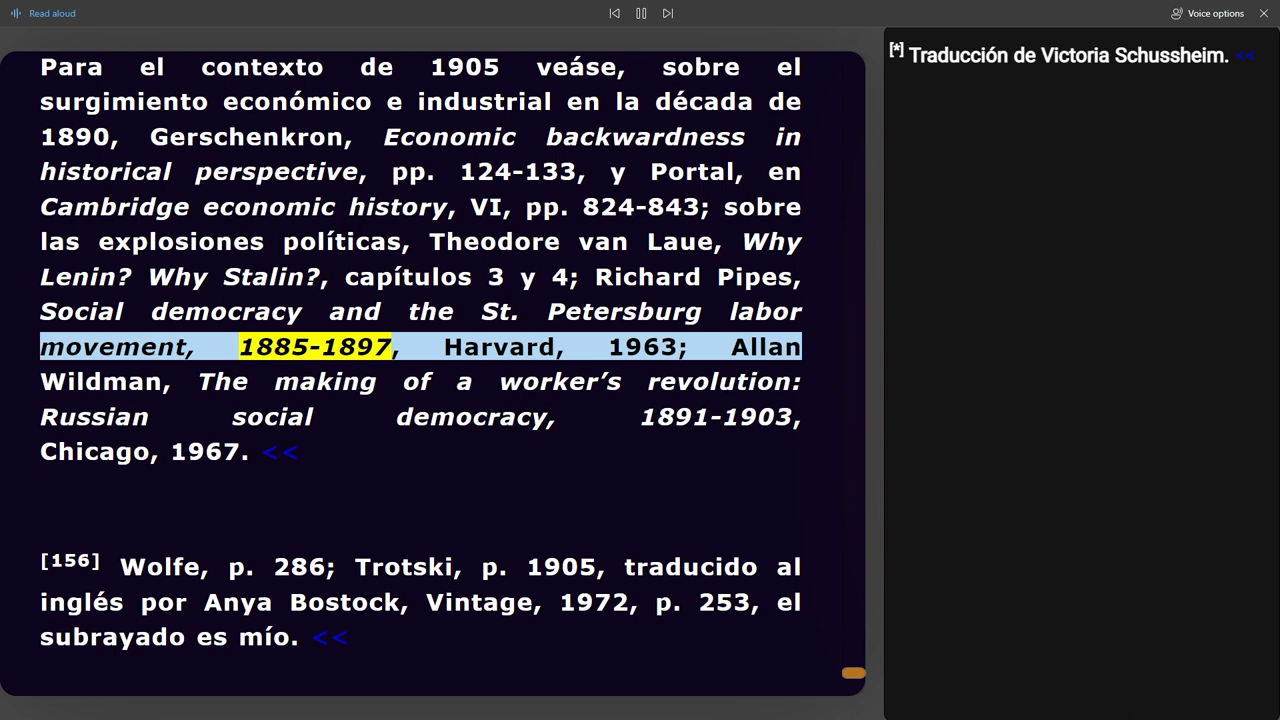 Read aloud
Voice options
Para el contexto de 1905 veáse, sobre el
surgimiento económico e industrial en la década de
1890, Gerschenkron, Economic backwardness in
historical perspective, pp. 124-133, y Portal, en
Cambridge economic history, VI, pp. 824-843; sobre
las explosiones políticas, Theodore van Laue, Why
Lenin? Why Stalin?, capítulos 3 y 4; Richard Pipes,
Social democracy and the St. Petersburg labor
movement, 1885-1897, Harvard, 1963; Allan
Wildman, The making of a worker’s revolution:
Russian social democracy, 1891-1903,
Chicago, 1967. <<
[156] Wolfe, p. 286; Trotski, p. 1905, traducido al
inglés por Anya Bostock, Vintage, 1972, p. 253, el
subrayado es mío. <<
[*] Traducción de Victoria Schussheim. <<